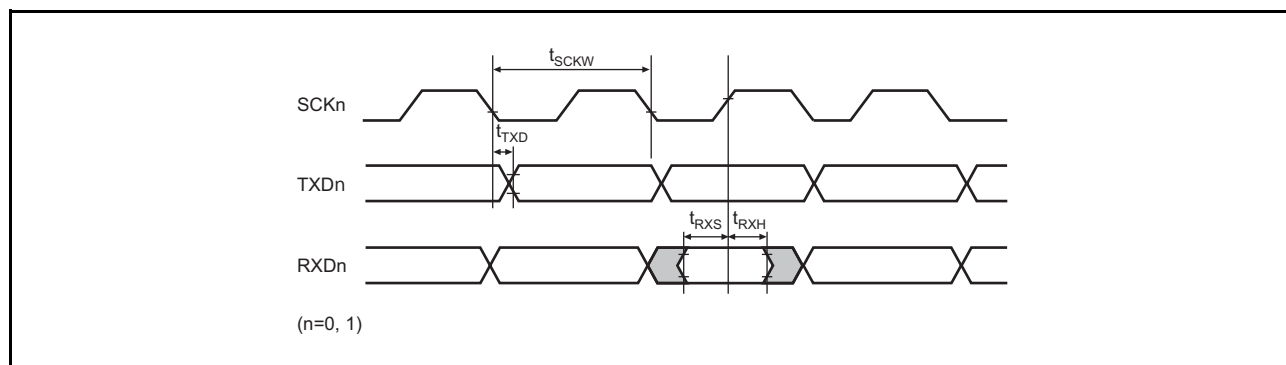 tSCKW
SCKn
tTXD
TXDn
tRXS tRXH
RXDn
(n=0, 1)